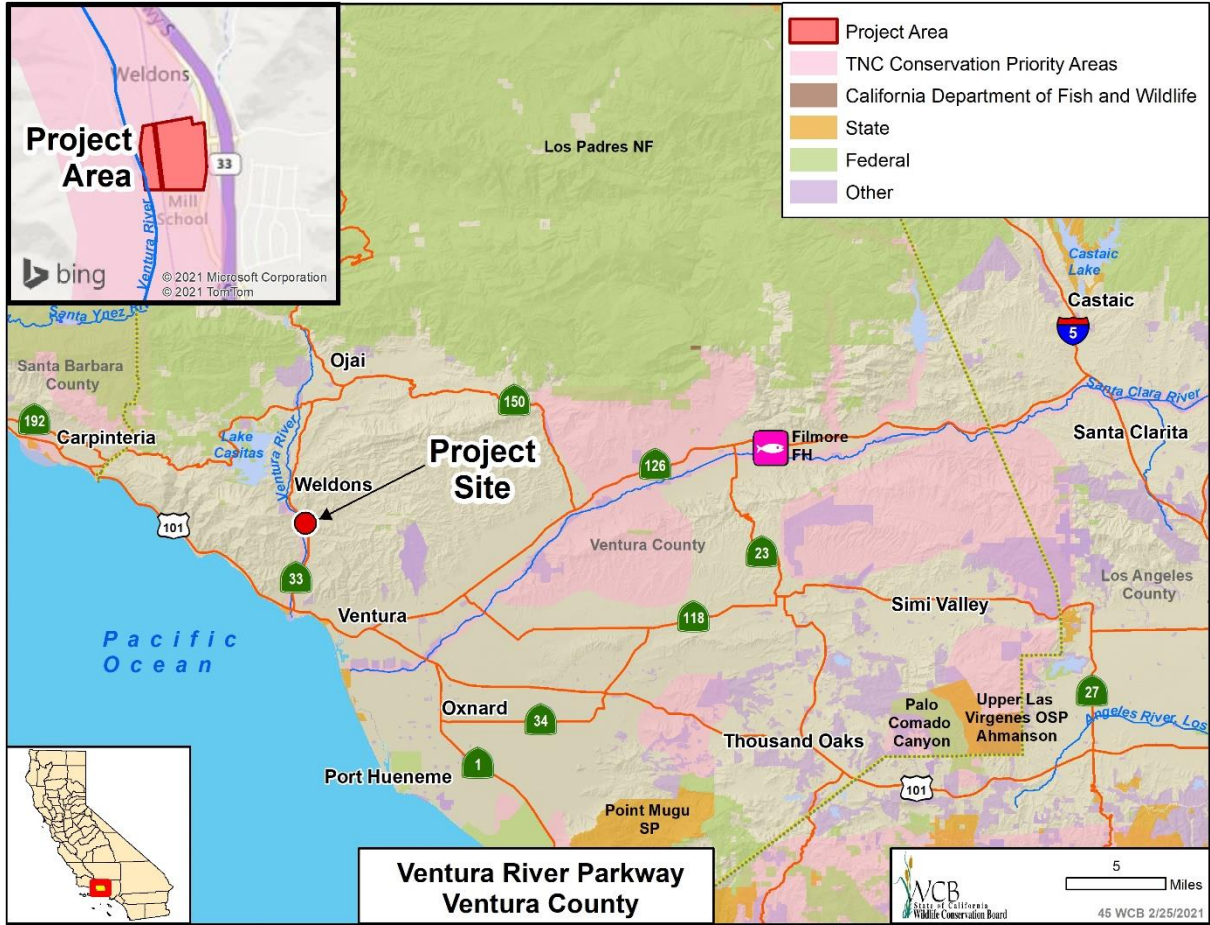 Weldons
Project
Area
33
Mill
School
Ventura River
bing
© 2021 Microsoft Corporation
© 2021 TomTom
Project Area
TNC Conservation Priority Areas
California Department of Fish and Wildlife
State
Federal
Other
Los Padres NF
Santa Ynez
Castaic
Lake
Castaic
5
Santa Barbara
County
Ojai
150
192
Carpinteria
Lake
Casitas
Ventura River
Project
Site
Weldons
126
Filmore
FH
Santa Clara River
Santa Clarita
101
Ventura County
23
33
Los Angeles
County
Ventura
118
Simi Valley
Pacific
Ocean
Oxnard
34
Palo
Comado
Canyon
Upper Las
Virgenes OSP
Ahmanson
27
Angeles River, Los
Thousand Oaks
Port Hueneme
1
101
Point Mugu
SP
Ventura River Parkway
Ventura County
WCB
State of California
Wildlife Conservation Board
5
Miles
45 WCB 2/25/2021